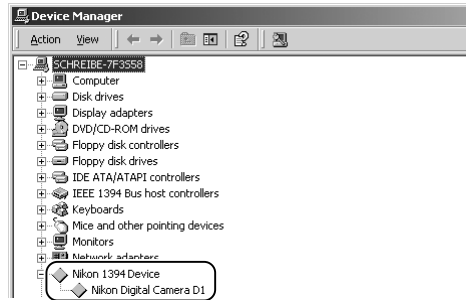 Device Manager
Action View
SCHREIBE-7F3558
Computer
Disk drives
Display adapters
DVD/CD-ROM drives
Floppy disk controllers
Floppy disk drives
IDE ATA/ATAPI controllers
IEEE 1394 Bus host controllers
Keyboards
Mice and other pointing devices
Monitors
Network adapters
Nikon 1394 Device
Nikon Digital Camera D1